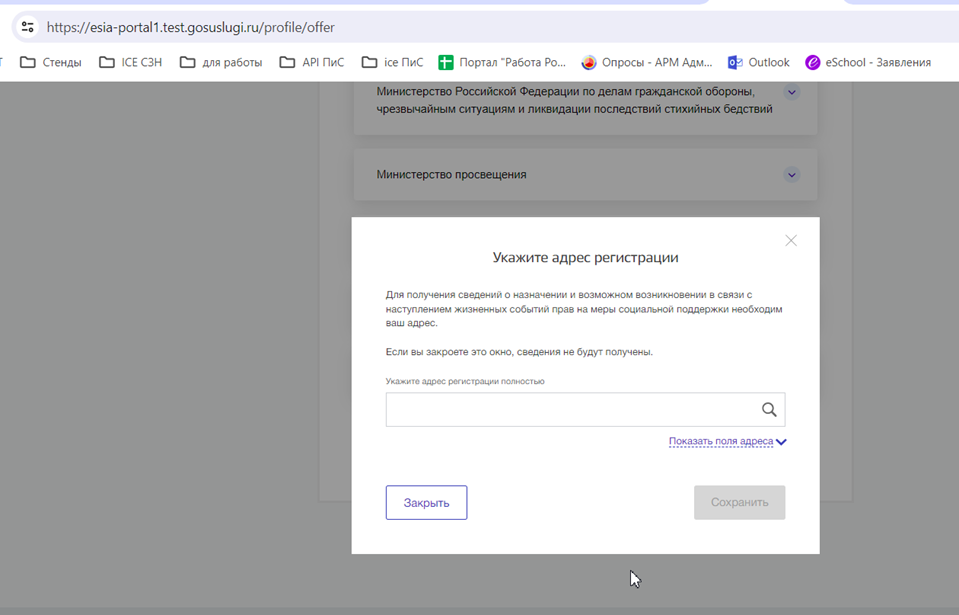 https://esia-portal1.test.gosuslugi.ru/profile/offer
Стенды ICE СЗН для работы API ПиС ice ПиС Портал "Работа Ро... Опросы - АРМ Адм... Outlook eSchool - Заявления
Министерство Российской Федерации по делам гражданской обороны,
чрезвычайным ситуациям и ликвидации последствий стихийных бедствий
Министерство просвещения
Укажите адрес регистрации
Для получения сведений о назначении и возможном возникновении в связи с
наступлением жизненных событий прав на меры социальной поддержки необходим
ваш адрес.
Если вы закроете это окно, сведения не будут получены.
Укажите адрес регистрации полностью
Показать поля адреса
Закрыть Сохранить